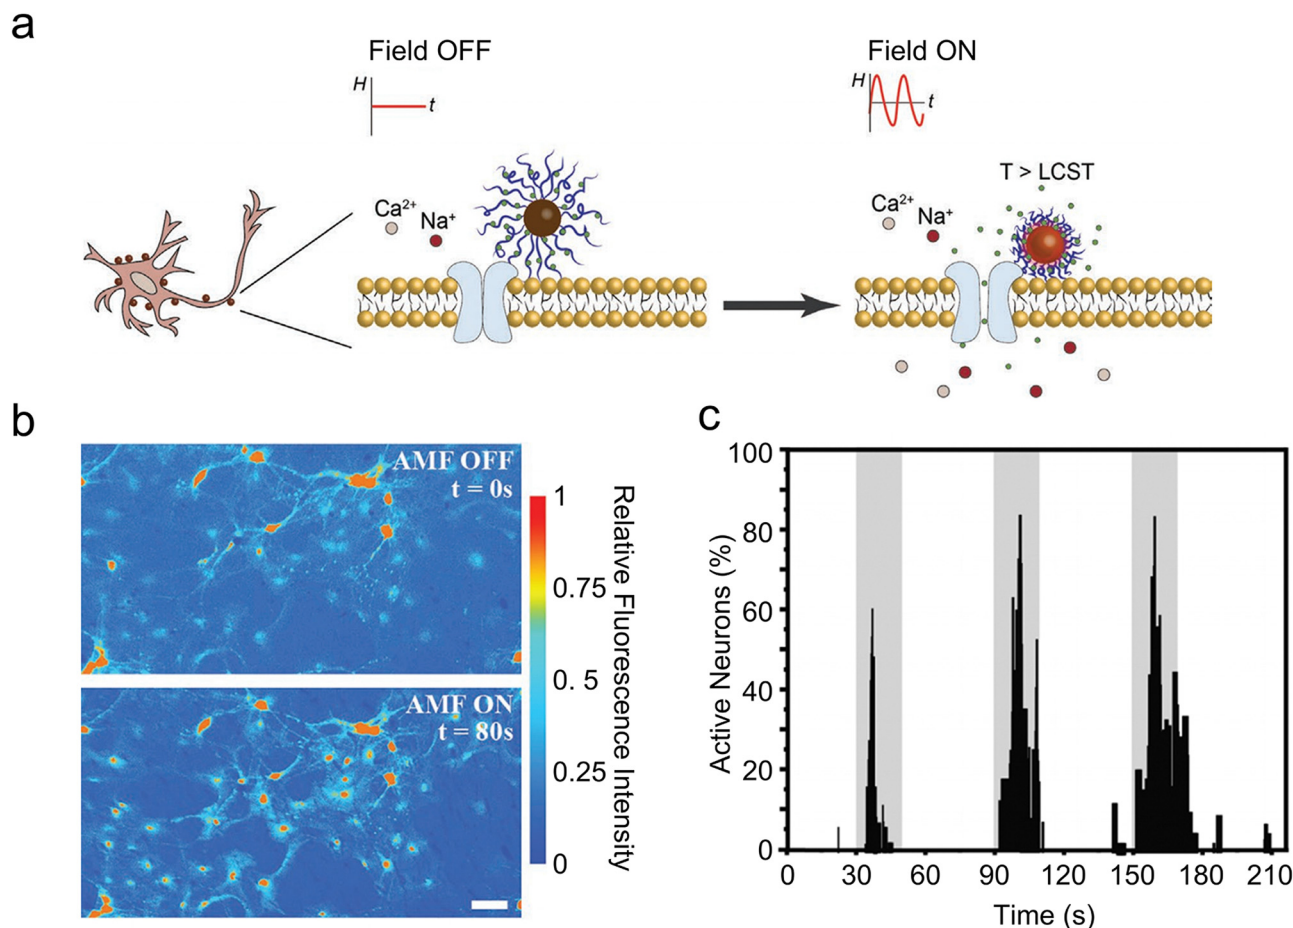 a
Field OFF
H
t
Ca²⁺
Na⁺
Field ON
H
t
T > LCST
Ca²⁺
Na⁺
b
AMF OFF
t = 0s
AMF ON
t = 80s
1
0.75
0. 5
0.25
0
Relative Fluorescence Intensity
c
100
80
60
40
20
0
Active Neurons (%)
0 30 60 90 120 150 180 210
Time (s)